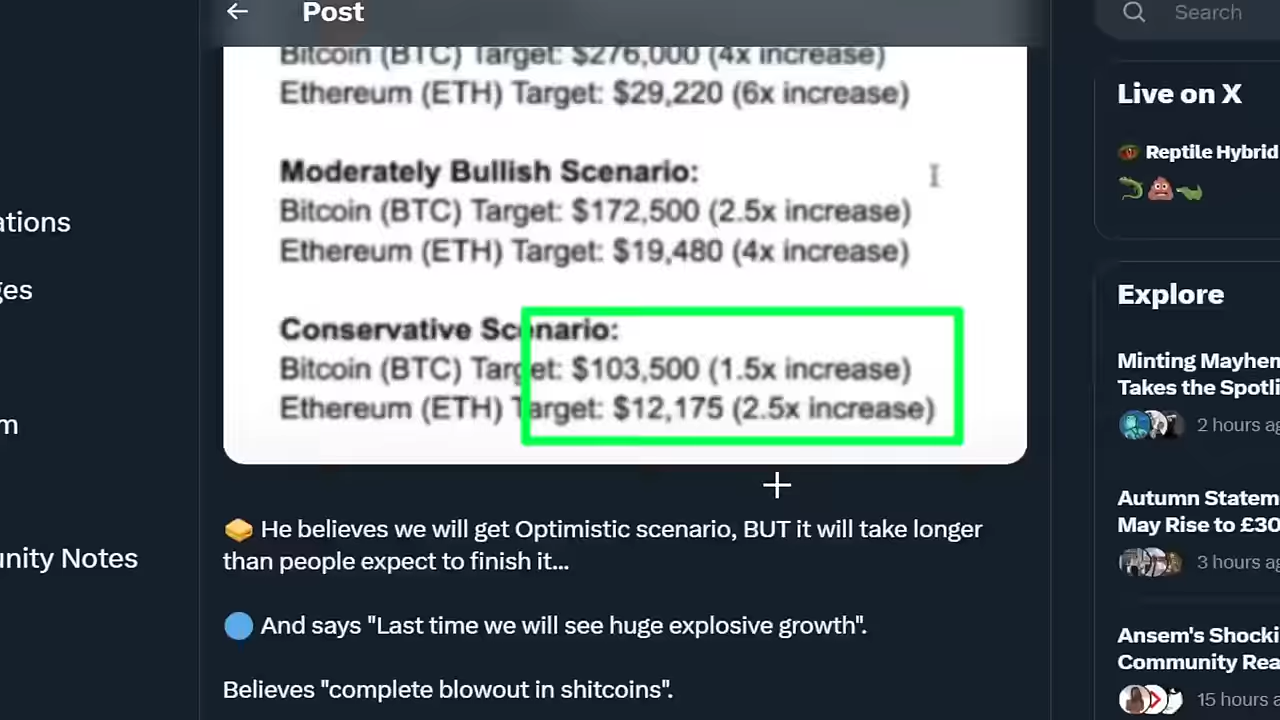 Post
Bitcoin (BTC) Target: $276,000 (4x increase)
Ethereum (ETH) Target: $29,220 (6x increase)
Moderately Bullish Scenario:
Bitcoin (BTC) Target: $172,500 (2.5x increase)
Ethereum (ETH) Target: $19,480 (4x increase)
Conservative Scenario:
Bitcoin (BTC) Target: $103,500 (1.5x increase)
Ethereum (ETH) Target: $12,175 (2.5x increase)
He believes we will get Optimistic scenario, BUT it will take longer
than people expect to finish it...
And says "Last time we will see huge explosive growth".
Believes "complete blowout in shitcoins".
ations
ges
m
unity Notes
Search
Live on X
Reptile Hybrid
Explore
Minting Mayhem
Takes the Spotli
2 hours ag
Autumn Statem
May Rise to £30
3 hours ag
Ansem's Shocki
Community Rea
15 hours a